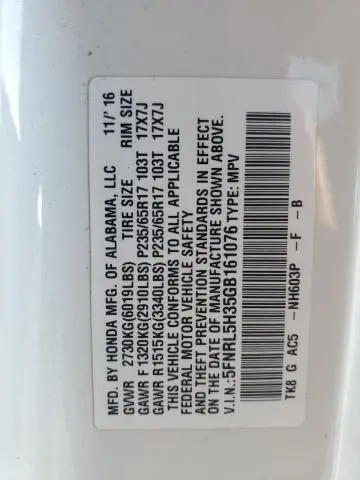 MFD. BY HONDA MFG. OF ALABAMA, LLC 11/ 16
GVWR 2730KG(6019LBS) TIRE SIZE RIM SIZE
GAWR F 1320KG(2910LBS) P235/65R17 103T 17X7J
GAWR R1515KG(3340LBS) P235/65R17 103T 17X7J
THIS VEHICLE CONFORMS TO ALL APPLICABLE
FEDERAL MOTOR VEHICLE SAFETY
AND THEFT PREVENTION STANDARDS IN EFFECT
ON THE DATE OF MANUFACTURE SHOWN ABOVE.
V.I.N.:5FNRL5H35GB161076 TYPE: MPV
TK8 G AC5 -NH603P -F -B